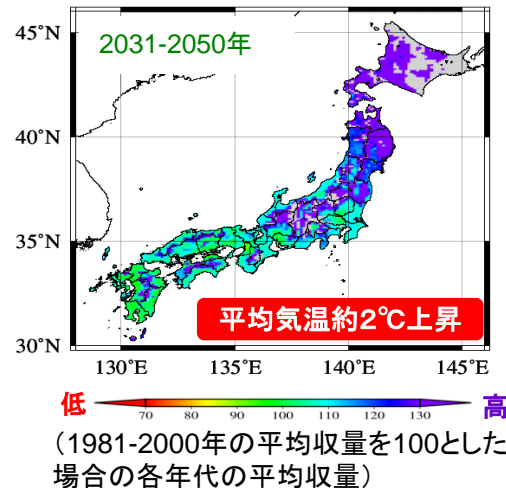 45°N
2031-2050年
40°N
35°N
平均気温約2℃上昇
30°N
130°E 135°E 140°E 145°E
低 70 80 90 100 110 120 130 高
（1981-2000年の平均収量を100とした
場合の各年代の平均収量）